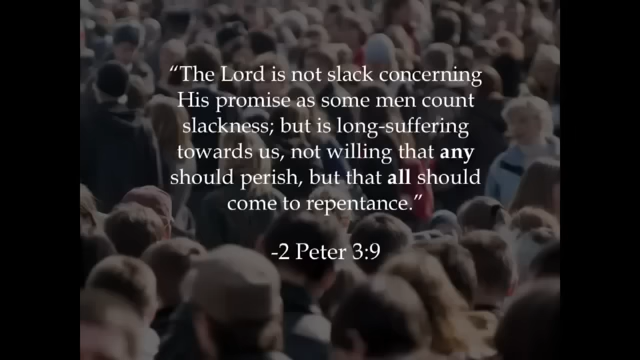 “The Lord is not slack concerning
His promise as some men count
slackness; but is long-suffering
towards us, not willing that any
should perish, but that all should
come to repentance.”
-2 Peter 3:9